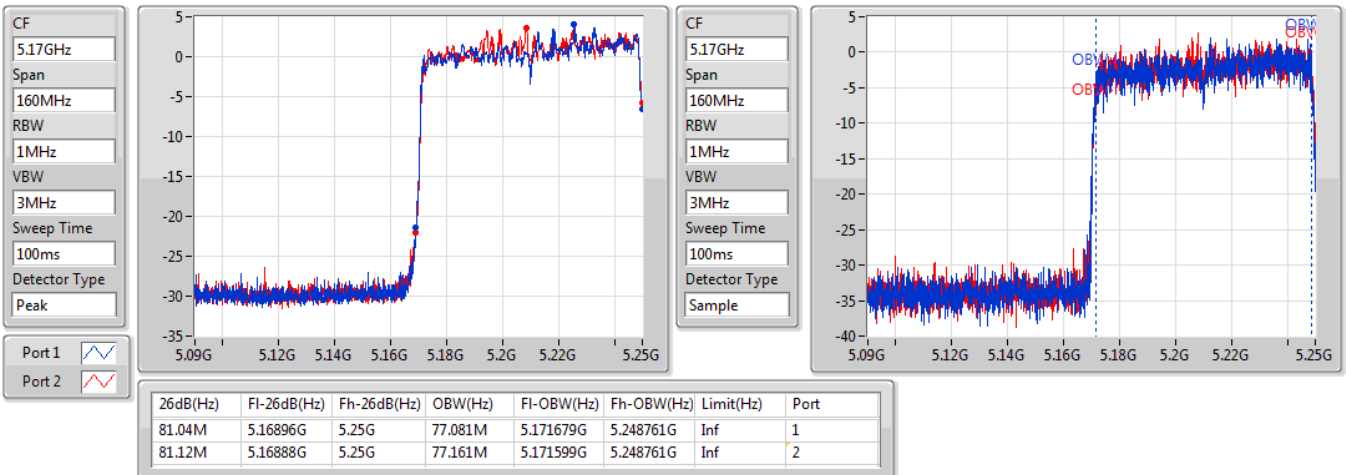 CF
5.17GHz
Span
160MHz
RBW
1MHz
VBW
3MHz
Sweep Time
100ms
Detector Type
Peak
Port 1
Port 2
5
0
-5
-10
-15
-20
-25
-30
-35
5.09G 5.12G 5.14G 5.16G 5.18G 5.2G 5.22G 5.25G
CF
5.17GHz
Span
160MHz
RBW
1MHz
VBW
3MHz
Sweep Time
100ms
Detector Type
Sample
5
0
-5
-10
-15
-20
-25
-30
-35
-40
OBW
OBW
5.09G 5.12G 5.14G 5.16G 5.18G 5.2G 5.22G 5.25G
26dB(Hz) Fl-26dB(Hz) Fh-26dB(Hz) OBW(Hz) Fl-OBW(Hz) Fh-OBW(Hz) Limit(Hz) Port
81.04M 5.16896G 5.25G 77.081M 5.171679G 5.248761G Inf 1
81.12M 5.16888G 5.25G 77.161M 5.171599G 5.248761G Inf 2